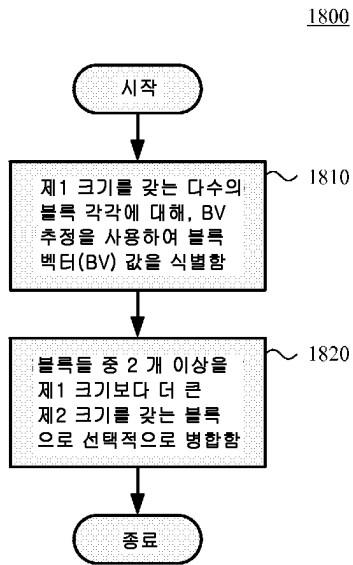 1800
시작
제1 크기를 갖는 다수의
블록 각각에 대해, BV
추정을 사용하여 블록
벡터(BV) 값을 식별함
1810
블록들 중 2 개 이상을
제1 크기보다 더 큰
제2 크기를 갖는 블록
으로 선택적으로 병합함
1820
종료